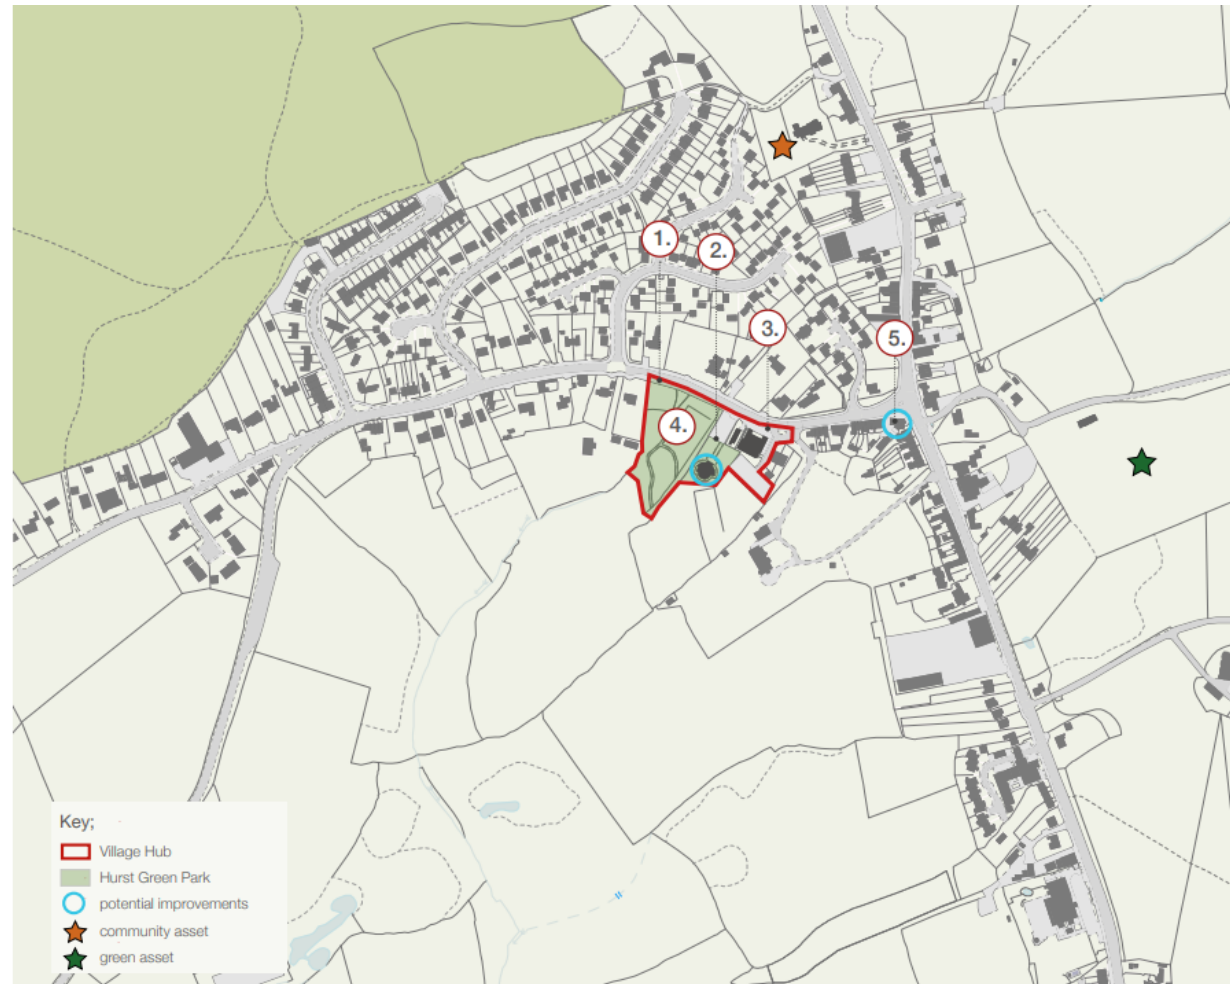 1.
2.
3.
5.
4.
Key;
Village Hub
Hurst Green Park
potential improvements
community asset
green asset